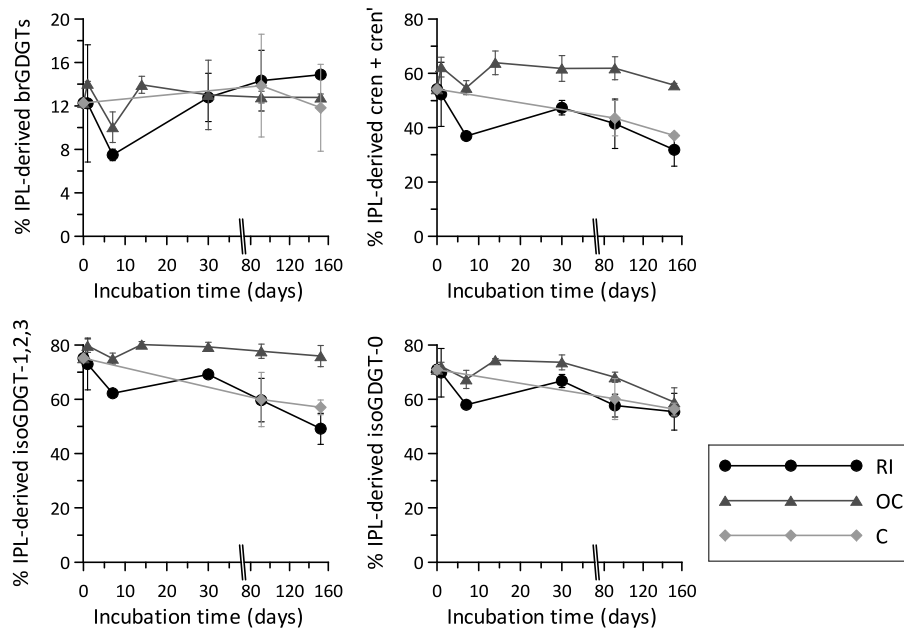 % IPL-derived brGDGTs
20
16
12
8
4
0
0 10 20 30 80 120 160
Incubation time (days)
% IPL-derived cren + cren'
80
60
40
20
0
0 10 20 30 80 120 160
Incubation time (days)
% IPL-derived isoGDGT-1,2,3
80
60
40
20
0
0 10 20 30 80 120 160
Incubation time (days)
% IPL-derived isoGDGT-0
80
60
40
20
0
0 10 20 30 80 120 160
Incubation time (days)
RI
OC
C